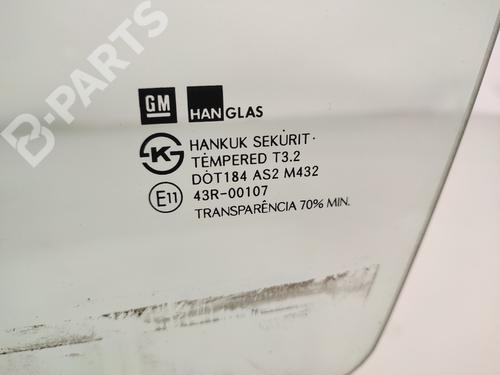 B-PARTS
GM HANGLAS
HANKUK SEKURIT
TEMPERED T3.2
DOT184 AS2 M432
E11 43R-00107
TRANSPARÊNCIA 70% MIN.